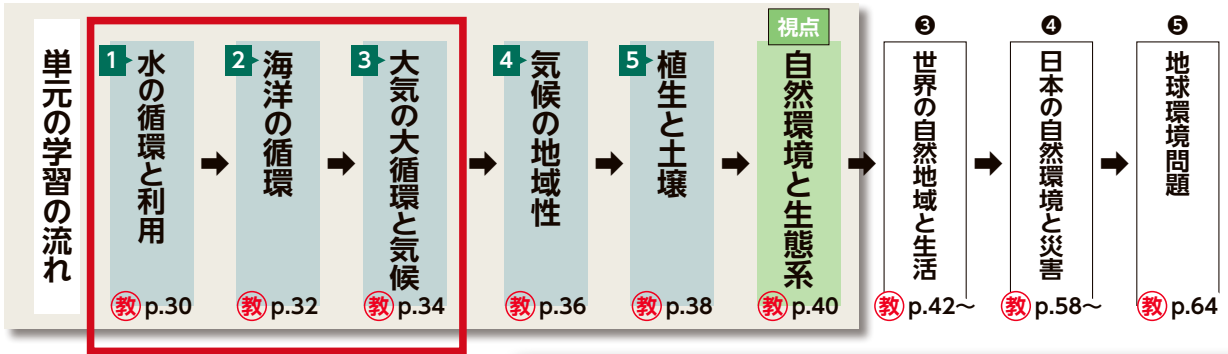 単元の学習の流れ
1 水の循環と利用
教 p.30
2 海洋の循環
教 p.32
3 大気の大循環と気候
教 p.34
4 気候の地域性
教 p.36
5 植生と土壌
教 p.38
視点
自然環境と生態系
教 p.40
❸
世界の自然地域と生活
教 p.42～
❹
日本の自然環境と災害
教 p.58～
❺
地球環境問題
教 p.64